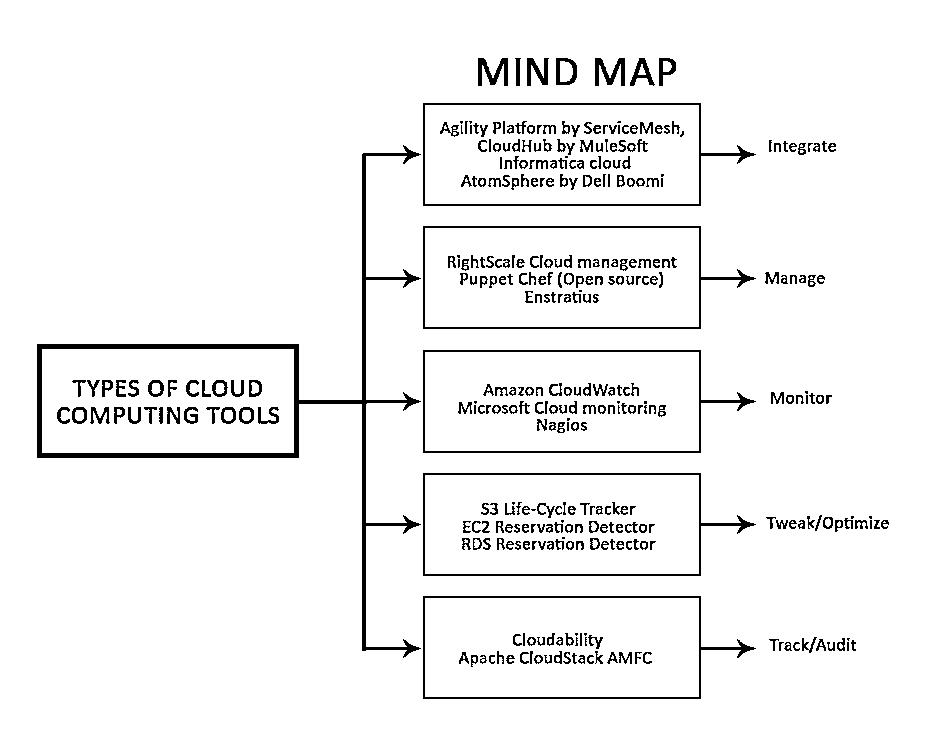 MIND MAP
Agility Platform by ServiceMesh,
CloudHub by MuleSoft
Informatica cloud
AtomSphere by Dell Boomi
Integrate
RightScale Cloud management
Puppet Chef (Open source)
Enstratius
Manage
TYPES OF CLOUD
COMPUTING TOOLS
Amazon CloudWatch
Microsoft Cloud monitoring
Nagios
Monitor
S3 Life-Cycle Tracker
EC2 Reservation Detector
RDS Reservation Detector
Tweak/Optimize
Cloudability
Apache CloudStack AMFC
Track/Audit